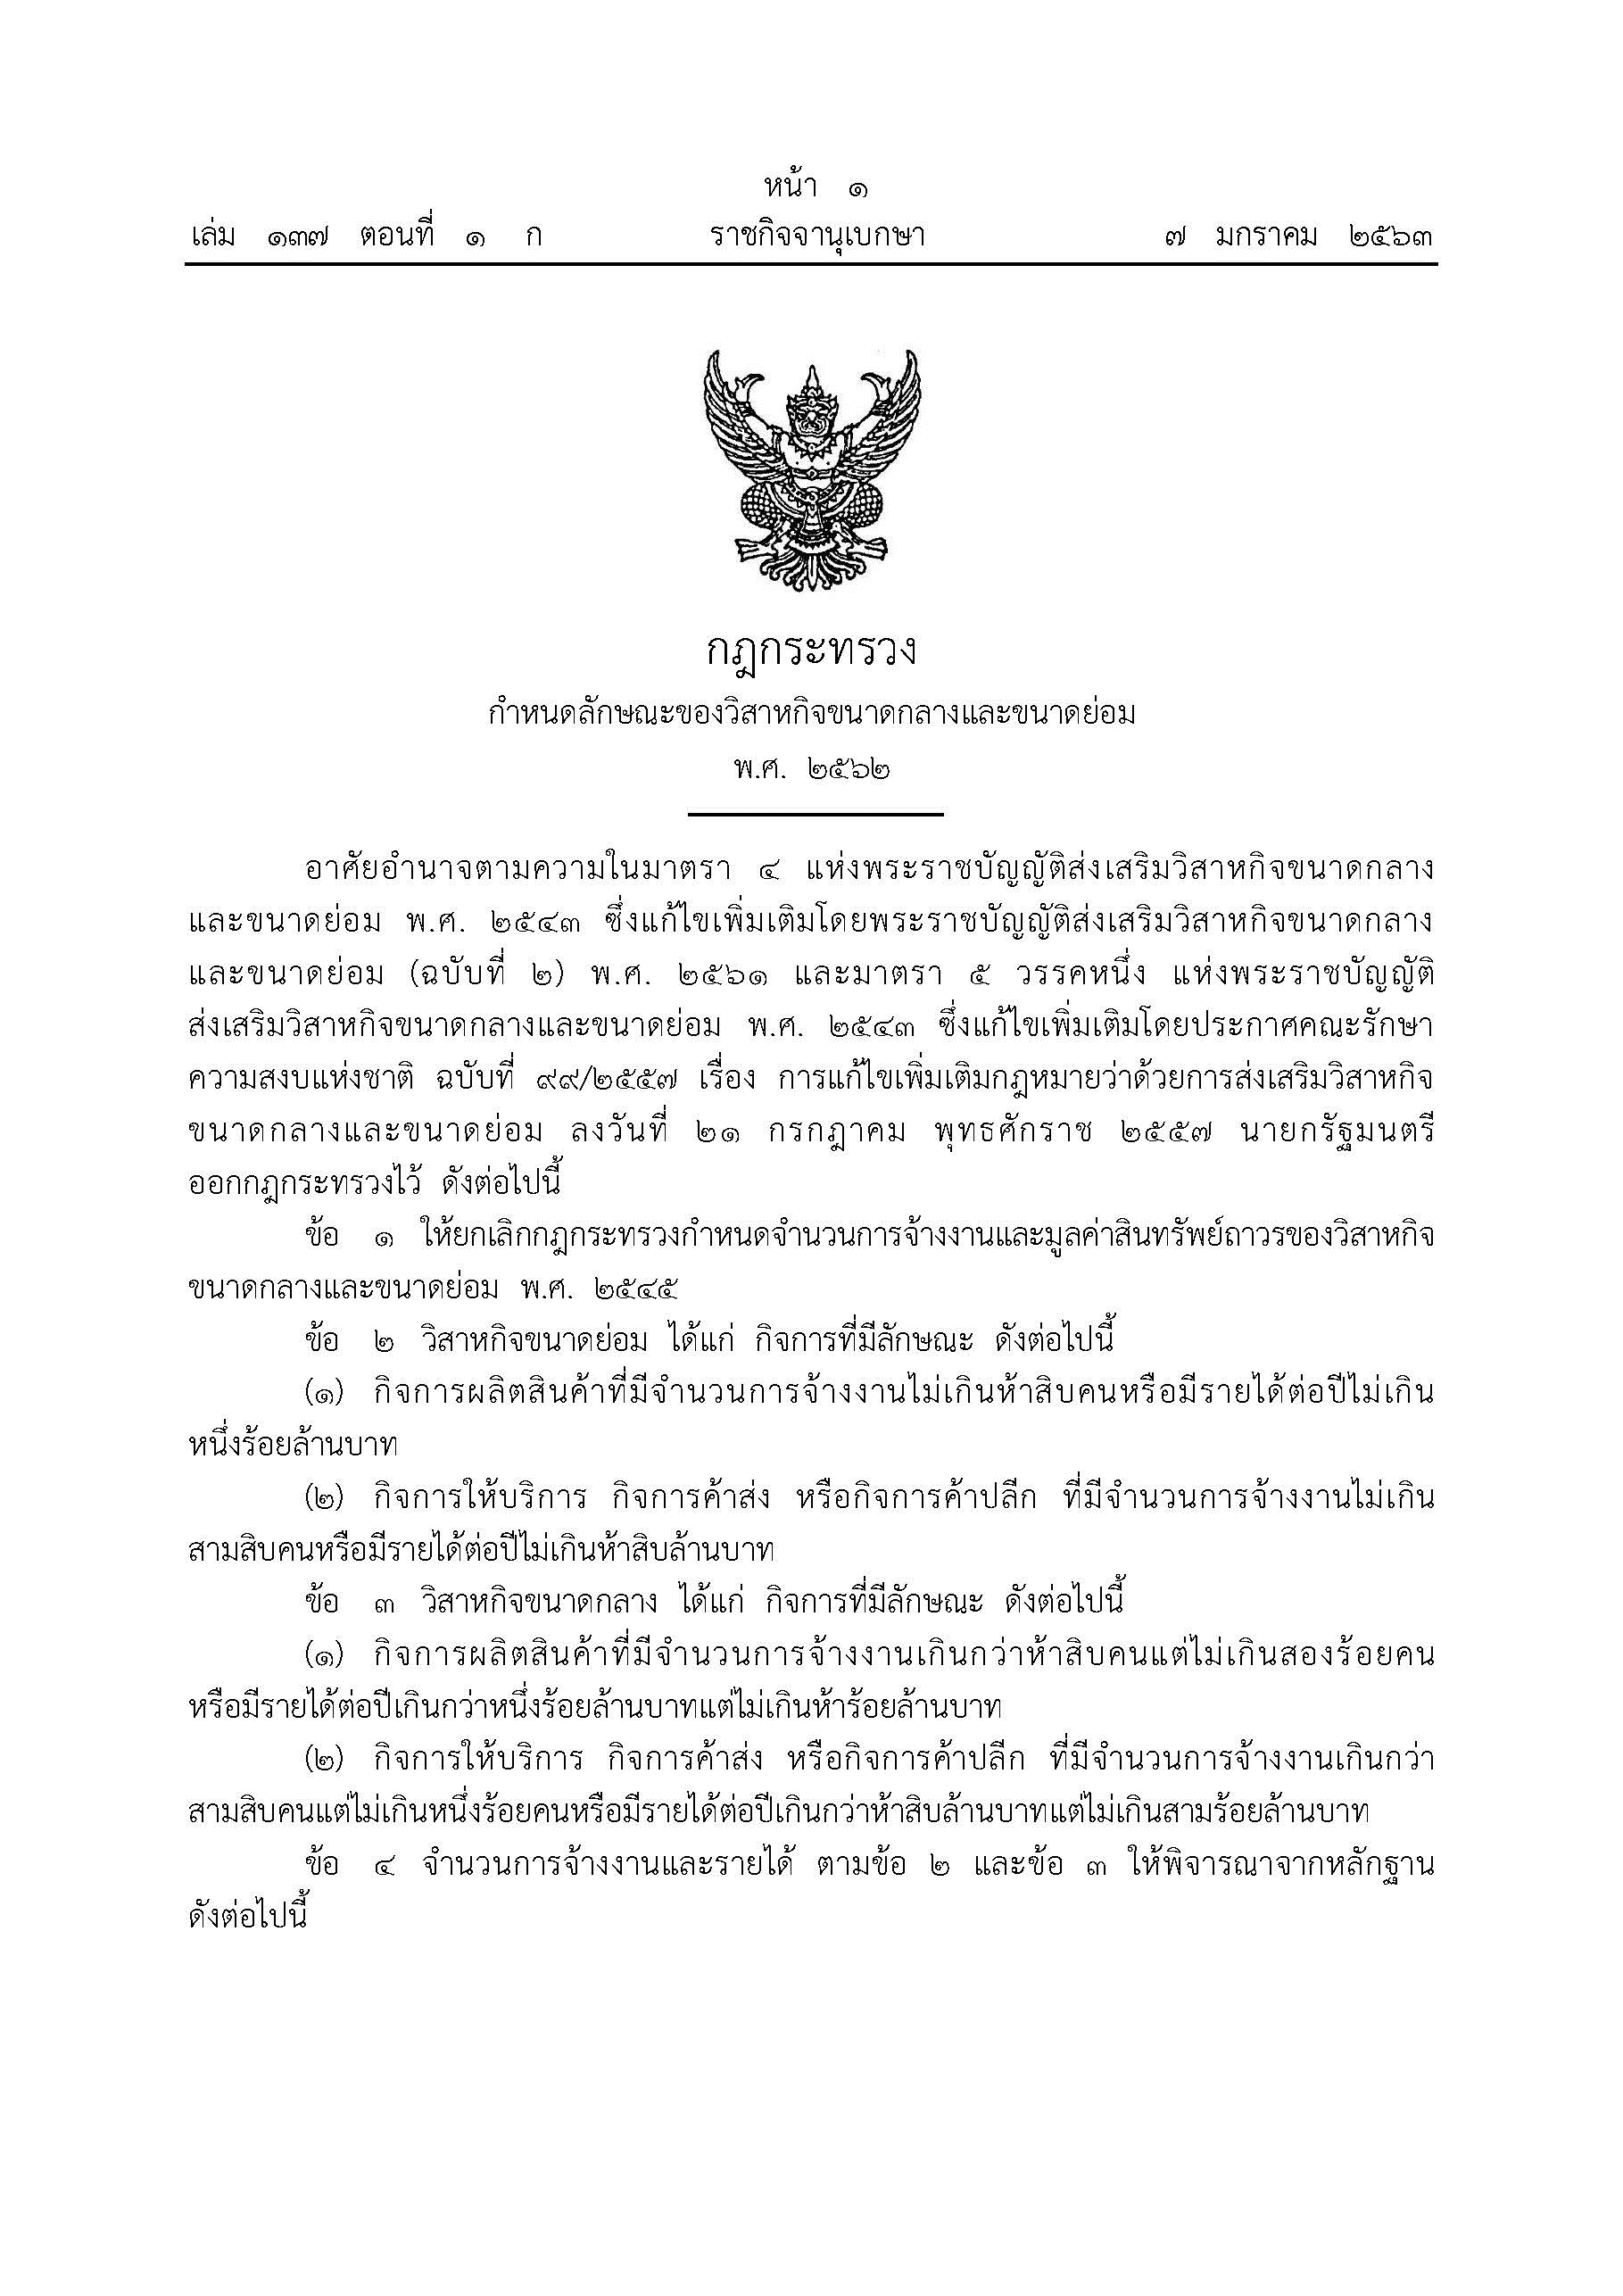 หน้า ๑
เล่ม ๑๓๗ ตอนที่ ๑ ก ราชกิจจานุเบกษา ๗ มกราคม ๒๕๖๓
กฎกระทรวง
กำหนดลักษณะของวิสาหกิจขนาดกลางและขนาดย่อม
พ.ศ. ๒๕๖๒
อาศัยอำนาจตามความในมาตรา ๔ แห่งพระราชบัญญัติส่งเสริมวิสาหกิจขนาดกลาง
และขนาดย่อม พ.ศ. ๒๕๔๓ ซึ่งแก้ไขเพิ่มเติมโดยพระราชบัญญัติส่งเสริมวิสาหกิจขนาดกลาง
และขนาดย่อม (ฉบับที่ ๒) พ.ศ. ๒๕๖๑ และมาตรา ๕ วรรคหนึ่ง แห่งพระราชบัญญัติ
ส่งเสริมวิสาหกิจขนาดกลางและขนาดย่อม พ.ศ. ๒๕๔๓ ซึ่งแก้ไขเพิ่มเติมโดยประกาศคณะรักษา
ความสงบแห่งชาติ ฉบับที่ ๙๙/๒๕๕๗ เรื่อง การแก้ไขเพิ่มเติมกฎหมายว่าด้วยการส่งเสริมวิสาหกิจ
ขนาดกลางและขนาดย่อม ลงวันที่ ๒๑ กรกฎาคม พุทธศักราช ๒๕๕๗ นายกรัฐมนตรี
ออกกฎกระทรวงไว้ ดังต่อไปนี้
ข้อ ๑ ให้ยกเลิกกฎกระทรวงกำหนดจำนวนการจ้างงานและมูลค่าสินทรัพย์ถาวรของวิสาหกิจ
ขนาดกลางและขนาดย่อม พ.ศ. ๒๕๔๕
ข้อ ๒ วิสาหกิจขนาดย่อม ได้แก่ กิจการที่มีลักษณะ ดังต่อไปนี้
(๑) กิจการผลิตสินค้าที่มีจำนวนการจ้างงานไม่เกินห้าสิบคนหรือมีรายได้ต่อปีไม่เกิน
หนึ่งร้อยล้านบาท
(๒) กิจการให้บริการ กิจการค้าส่ง หรือกิจการค้าปลีก ที่มีจำนวนการจ้างงานไม่เกิน
สามสิบคนหรือมีรายได้ต่อปีไม่เกินห้าสิบล้านบาท
ข้อ ๓ วิสาหกิจขนาดกลาง ได้แก่ กิจการที่มีลักษณะ ดังต่อไปนี้
(๑) กิจการผลิตสินค้าที่มีจำนวนการจ้างงานเกินกว่าห้าสิบคนแต่ไม่เกินสองร้อยคน
หรือมีรายได้ต่อปีเกินกว่าหนึ่งร้อยล้านบาทแต่ไม่เกินห้าร้อยล้านบาท
(๒) กิจการให้บริการ กิจการค้าส่ง หรือกิจการค้าปลีก ที่มีจำนวนการจ้างงานเกินกว่า
สามสิบคนแต่ไม่เกินหนึ่งร้อยคนหรือมีรายได้ต่อปีเกินกว่าห้าสิบล้านบาทแต่ไม่เกินสามร้อยล้านบาท
ข้อ ๔ จำนวนการจ้างงานและรายได้ ตามข้อ ๒ และข้อ ๓ ให้พิจารณาจากหลักฐาน
ดังต่อไปนี้